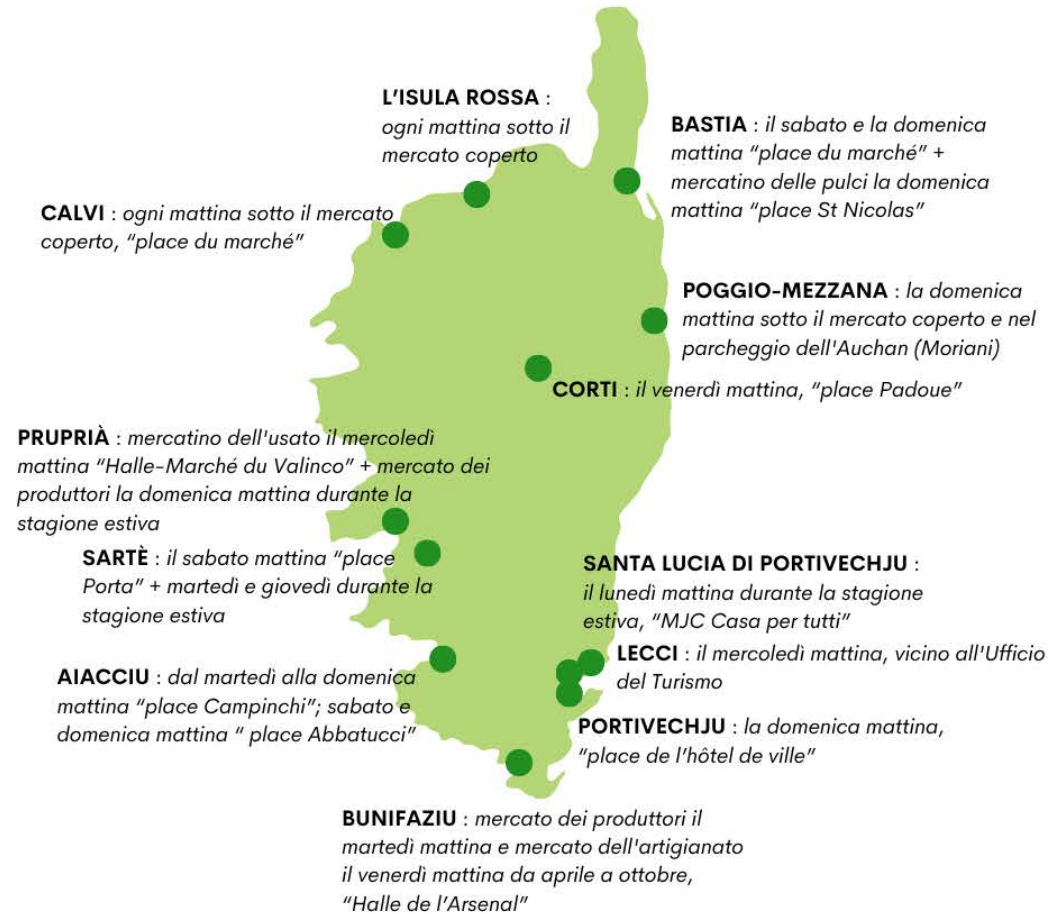 L'ISULA ROSSA :
ogni mattina sotto il
mercato coperto
BASTIA : il sabato e la domenica
mattina "place du marché" +
mercatino delle pulci la domenica
mattina "place St Nicolas"
CALVI : ogni mattina sotto il mercato
coperto, "place du marché"
POGGIO-MEZZANA : la domenica
mattina sotto il mercato coperto e nel
parcheggio dell'Auchan (Moriani)
CORTI : il venerdì mattina, "place Padoue"
PRUPRIÀ : mercatino dell'usato il mercoledì
mattina "Halle-Marché du Valinco" + mercato dei
produttori la domenica mattina durante la
stagione estiva
SARTÈ : il sabato mattina "place
Porta" + martedì e giovedì durante la
stagione estiva
SANTA LUCIA DI PORTIVECHJU :
il lunedì mattina durante la stagione
estiva, "MJC Casa per tutti"
LECCI : il mercoledì mattina, vicino all'Ufficio
del Turismo
AIACCIU : dal martedì alla domenica
mattina "place Campinchi"; sabato e
domenica mattina " place Abbatucci"
PORTIVECHJU : la domenica mattina,
"place de l'hôtel de ville"
BUNIFAZIU : mercato dei produttori il
martedì mattina e mercato dell'artigianato
il venerdì mattina da aprile a ottobre,
"Halle de l'Arsenal"